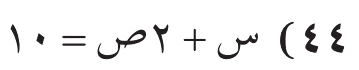 ٤٤) س + ٢ص = ١٠